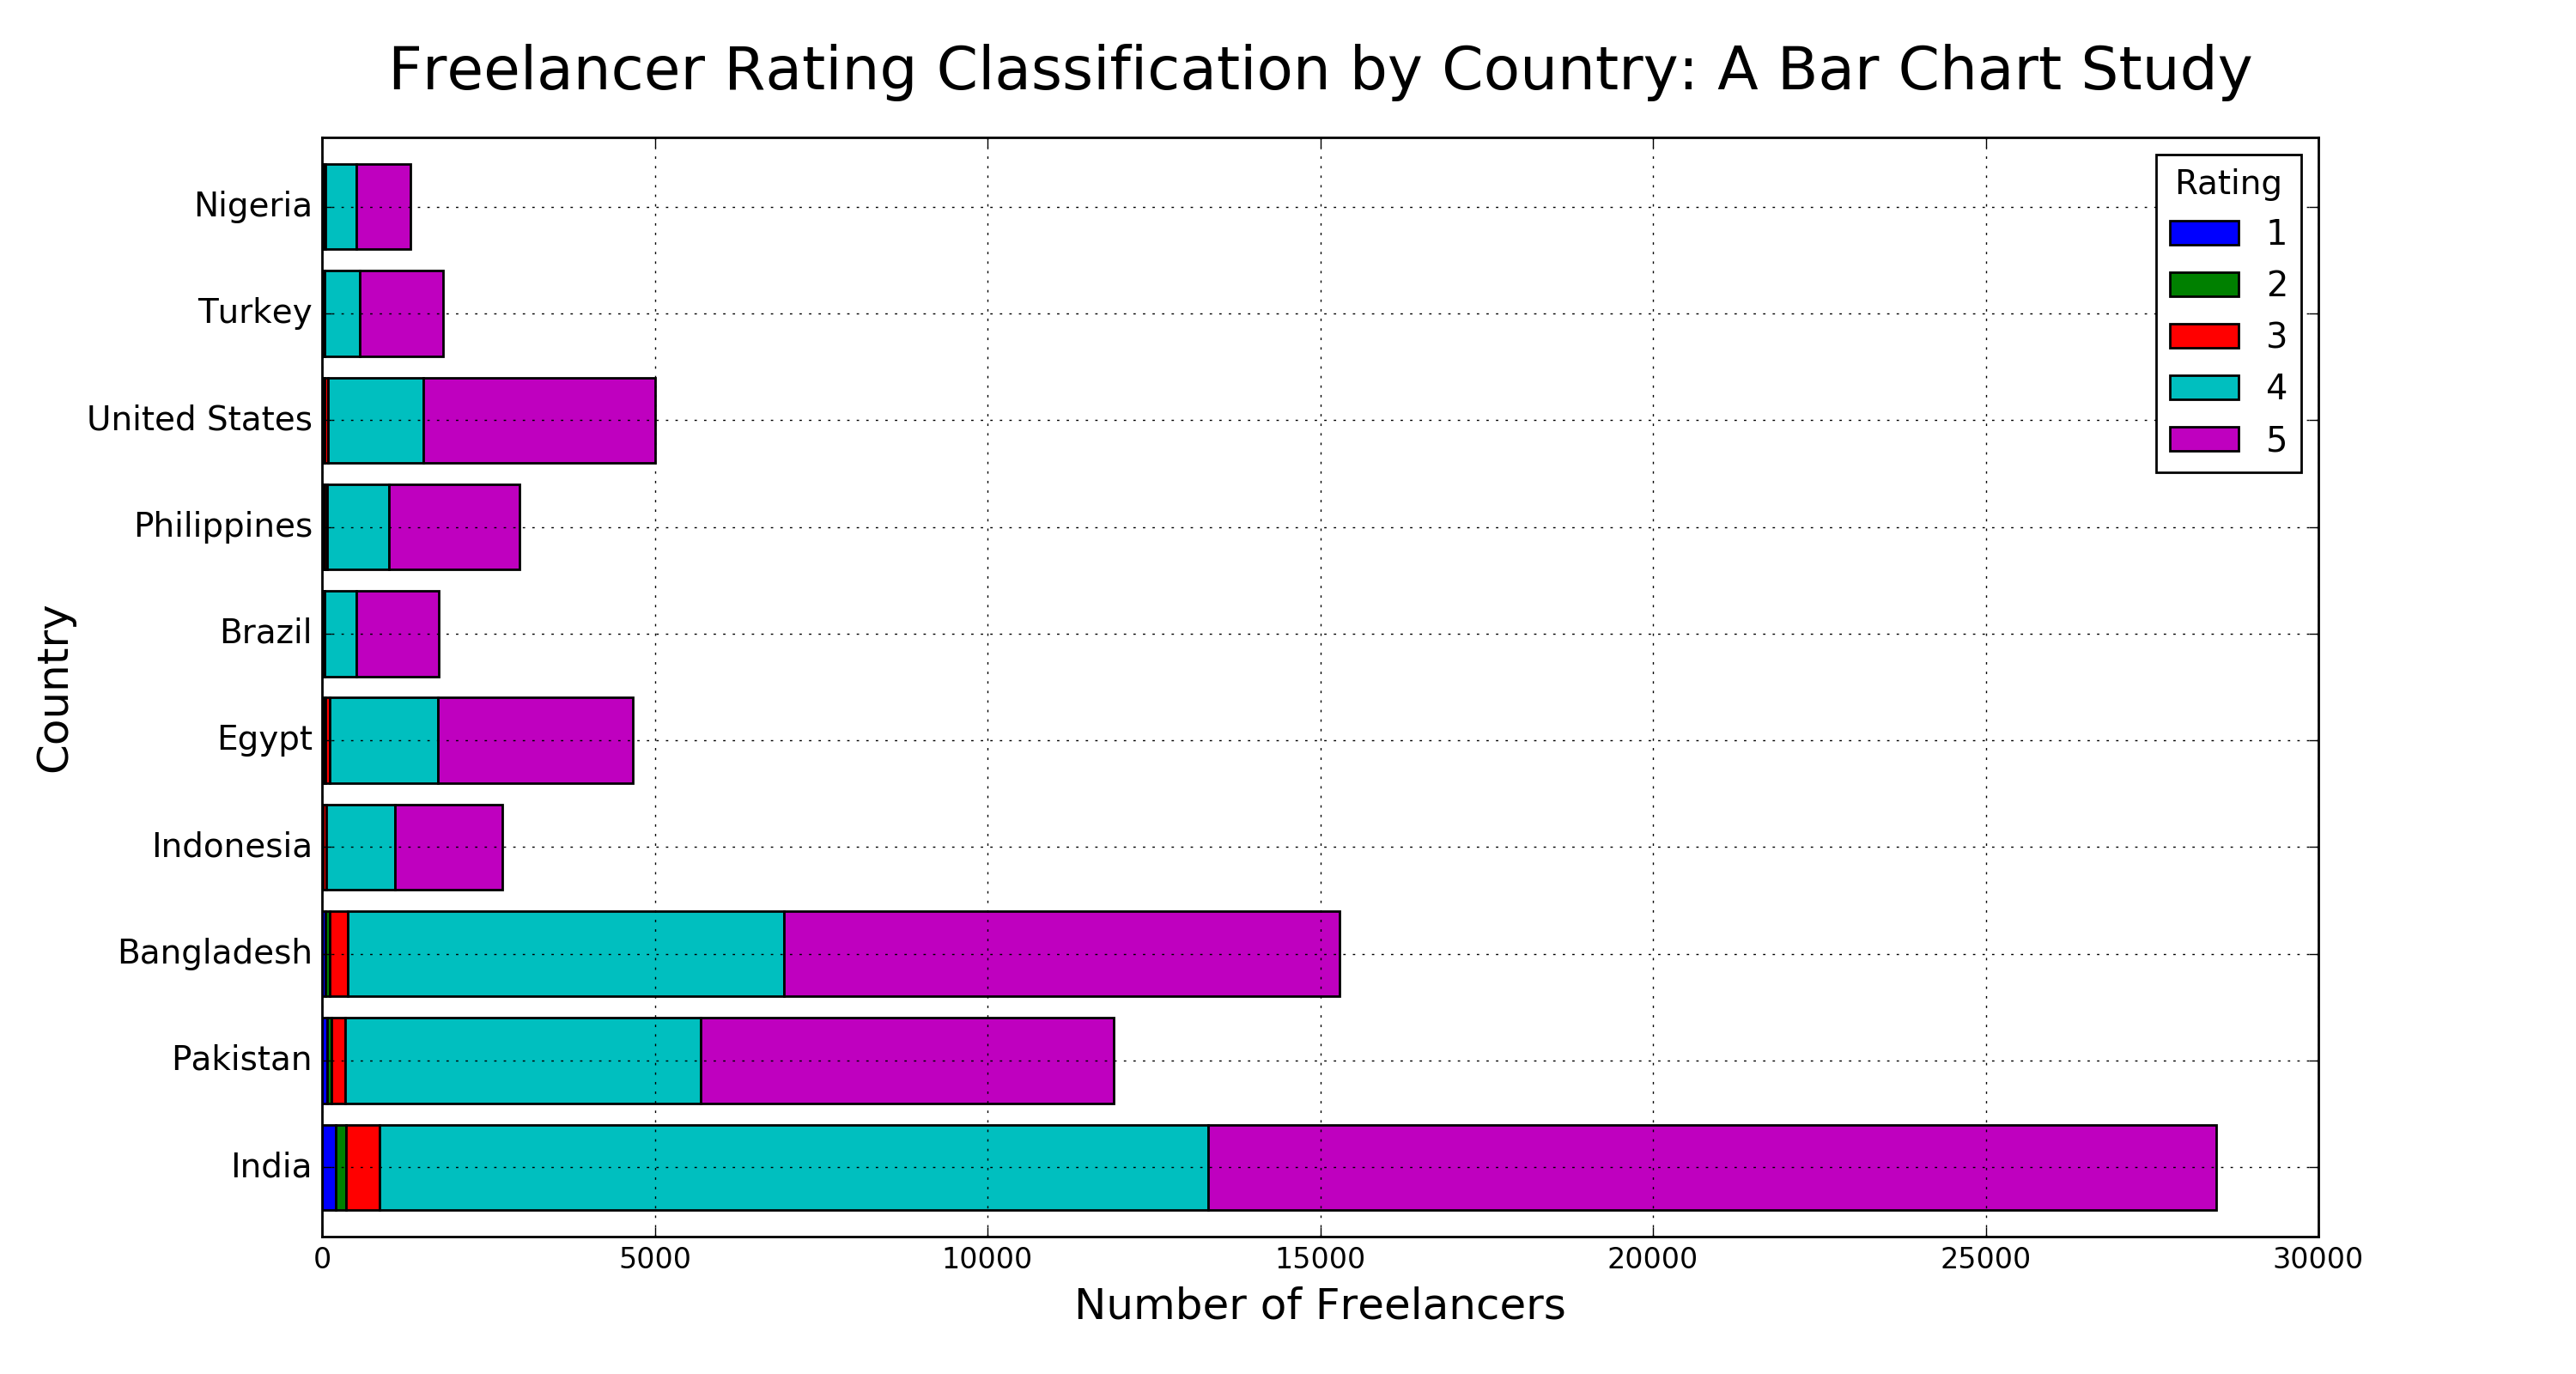 Freelancer Rating Classification by Country: A Bar Chart Study
Rating
1
2
3
4
5
Country
Nigeria
Turkey
United States
Philippines
Brazil
Egypt
Indonesia
Bangladesh
Pakistan
India
0 5000 10000 15000 20000 25000 30000
Number of Freelancers